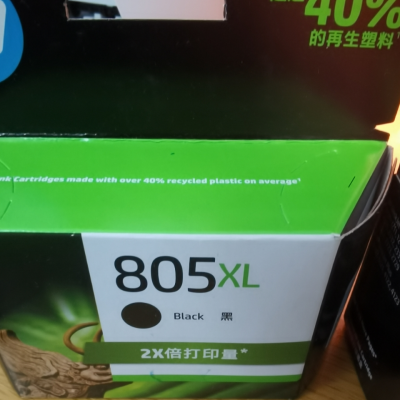 40%
的再生塑料
Ink Cartridges made with over 40% recycled plastic on average¹
805XL
Black 黑
2X倍打印量*